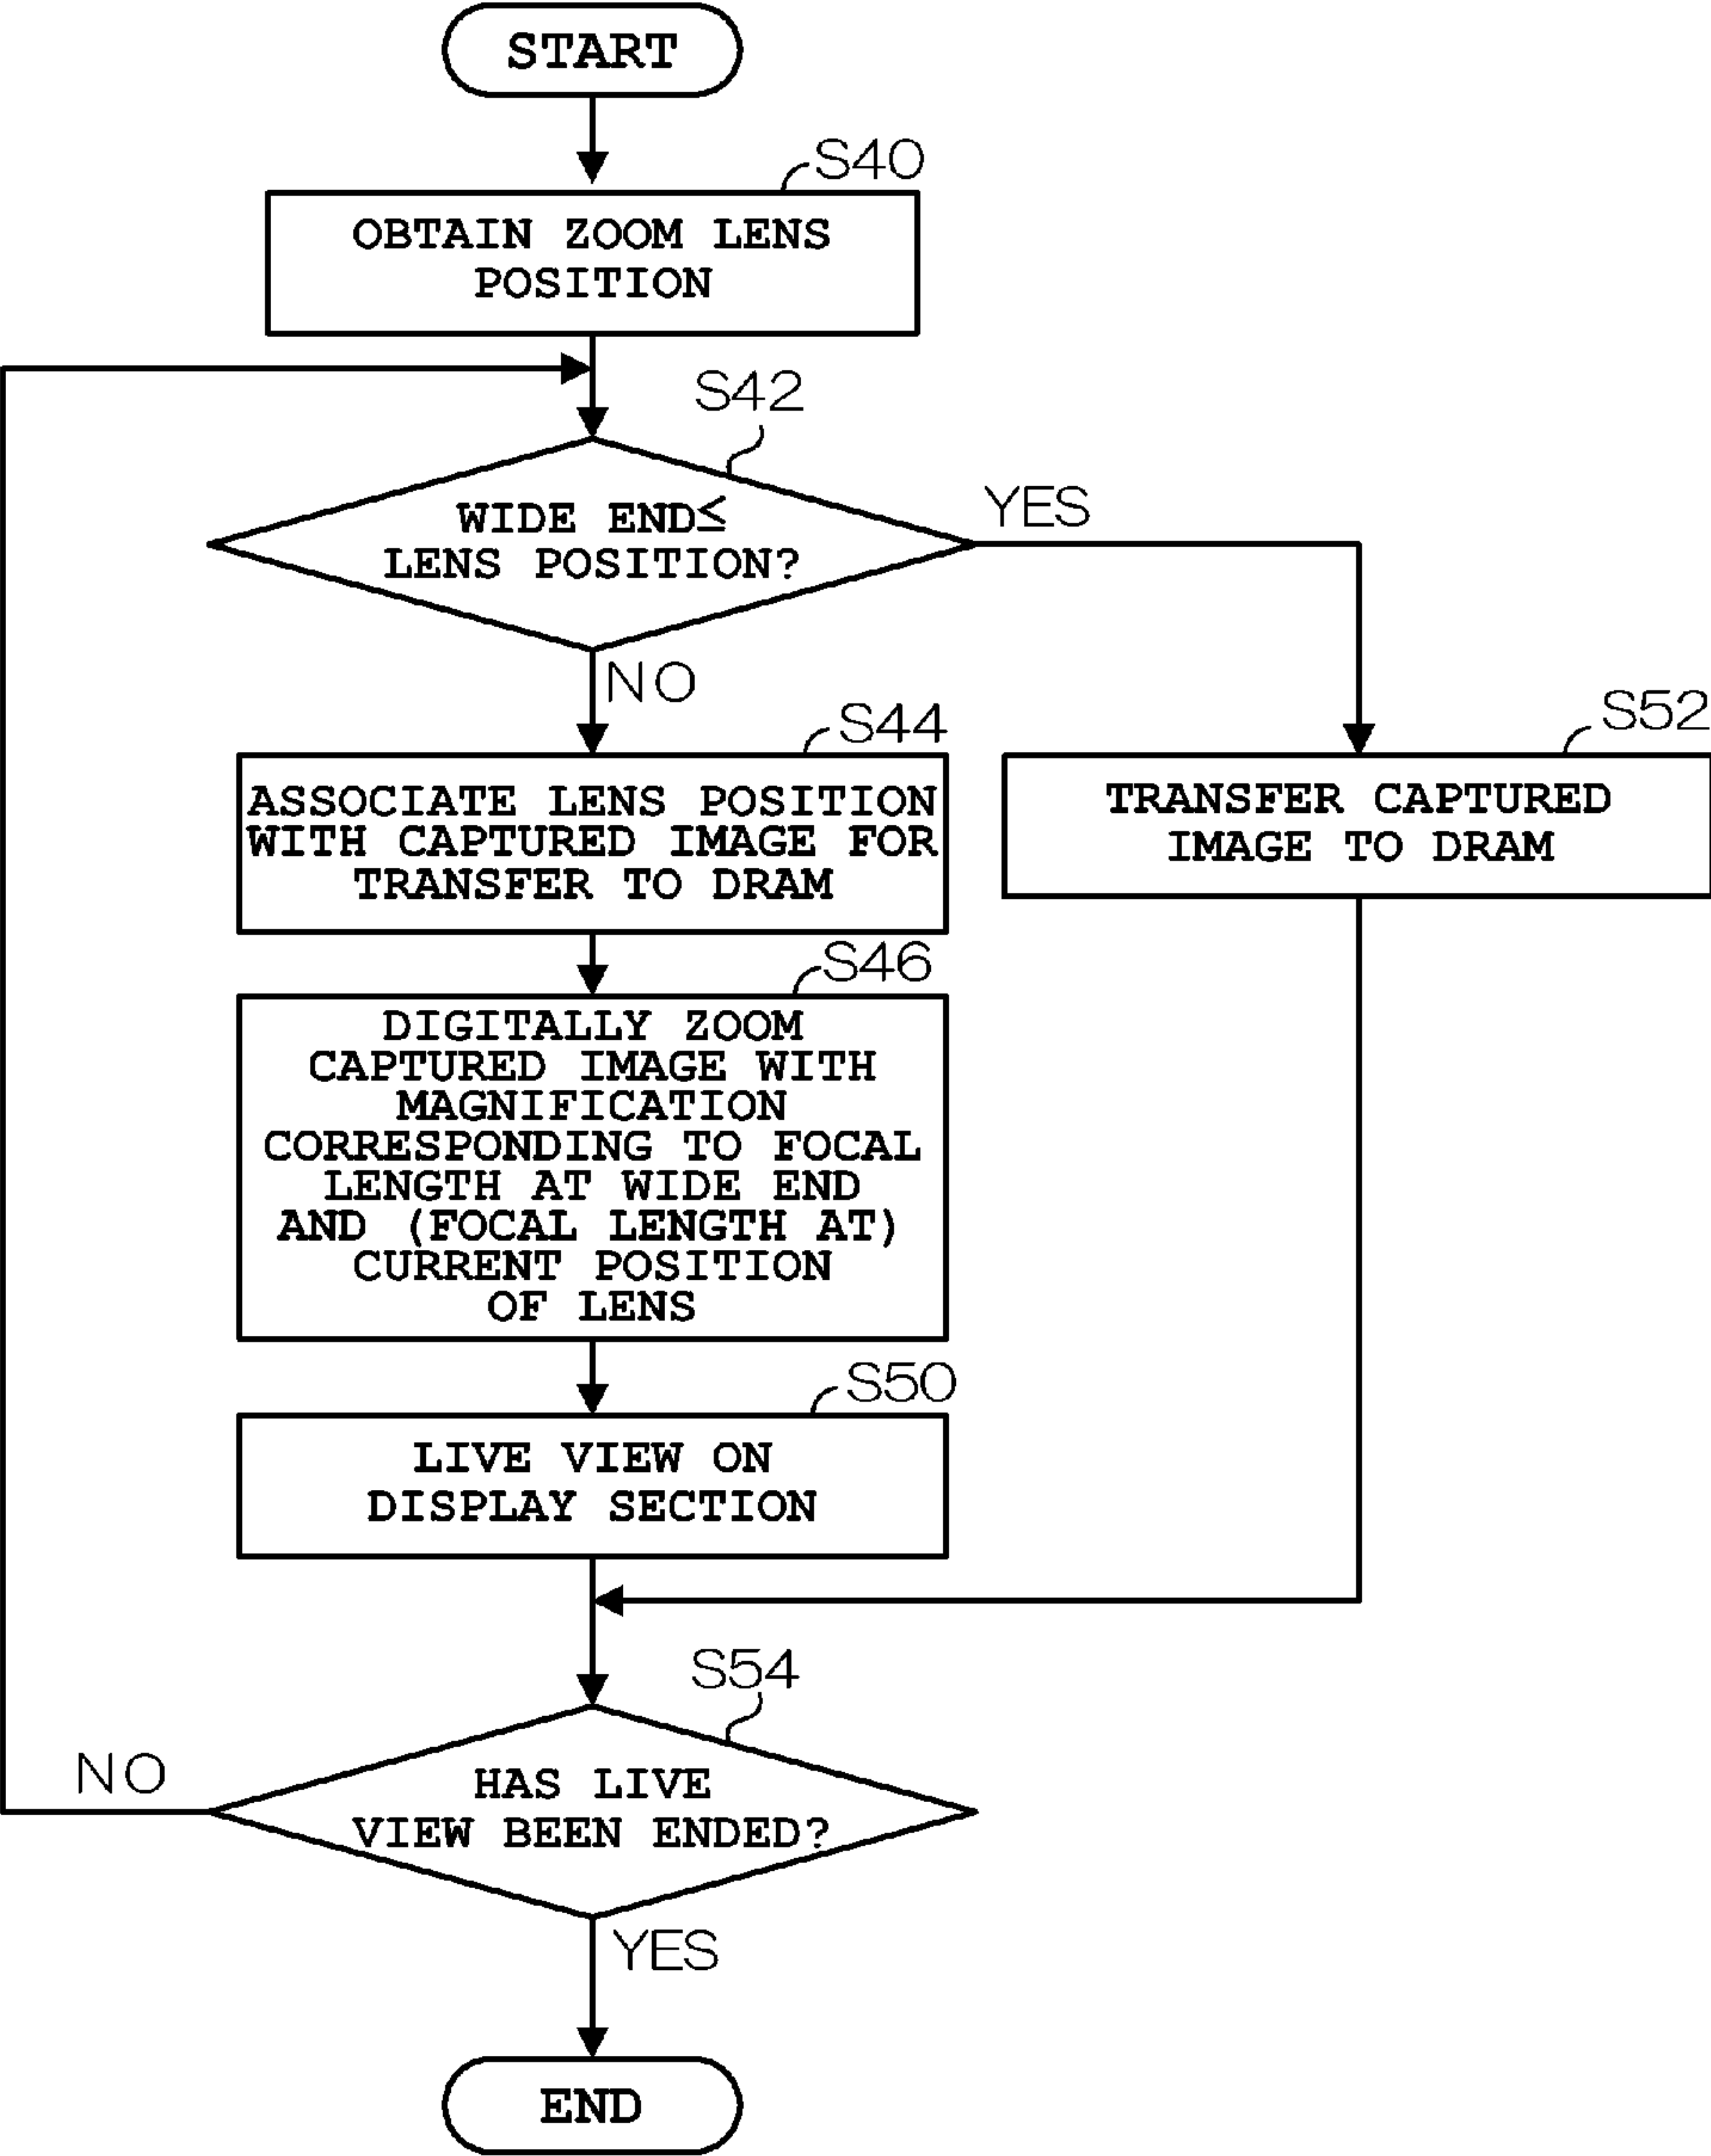 START
S40
OBTAIN ZOOM LENS
POSITION
S42
WIDE END≤
LENS POSITION?
YES
NO
S44
ASSOCIATE LENS POSITION
WITH CAPTURED IMAGE FOR
TRANSFER TO DRAM
S52
TRANSFER CAPTURED
IMAGE TO DRAM
S46
DIGITALLY ZOOM
CAPTURED IMAGE WITH
MAGNIFICATION
CORRESPONDING TO FOCAL
LENGTH AT WIDE END
AND (FOCAL LENGTH AT)
CURRENT POSITION
OF LENS
S50
LIVE VIEW ON
DISPLAY SECTION
S54
HAS LIVE
VIEW BEEN ENDED?
NO
YES
END